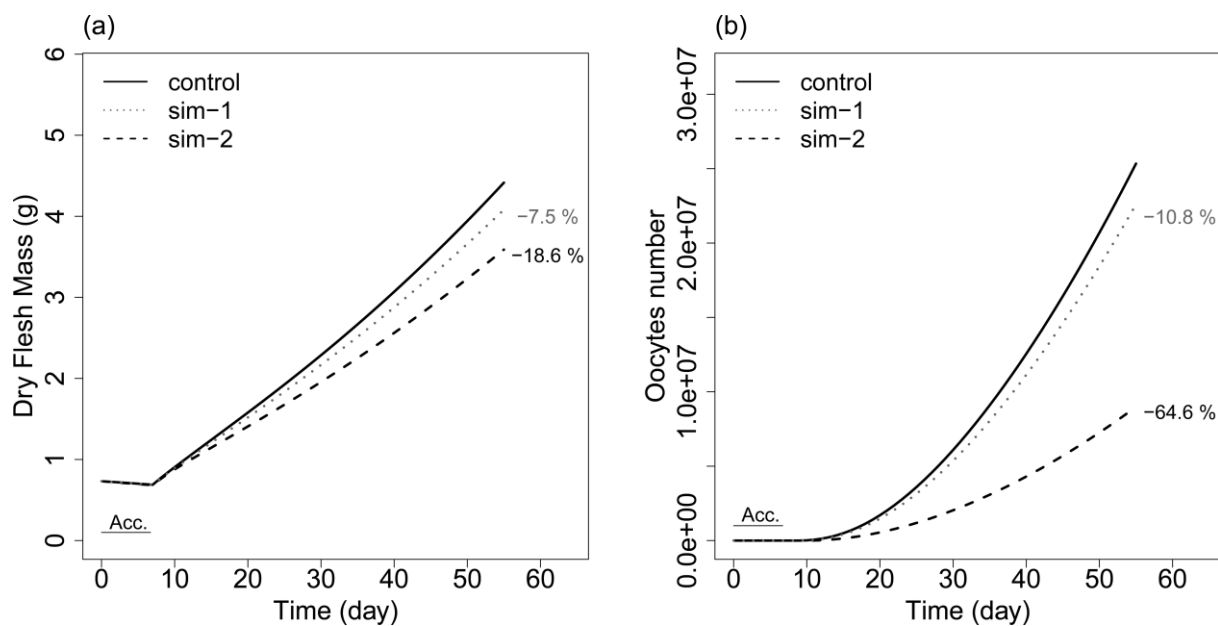 (a)
control
sim−1
sim−2
−7.5 %
−18.6 %
Acc.
0
1
2
3
4
5
6
Dry Flesh Mass (g)
0 10 20 30 40 50 60
Time (day)
(b)
control
sim−1
sim−2
−10.8 %
−64.6 %
Acc.
0.0e+00
1.0e+07
2.0e+07
3.0e+07
Oocytes number
0 10 20 30 40 50 60
Time (day)